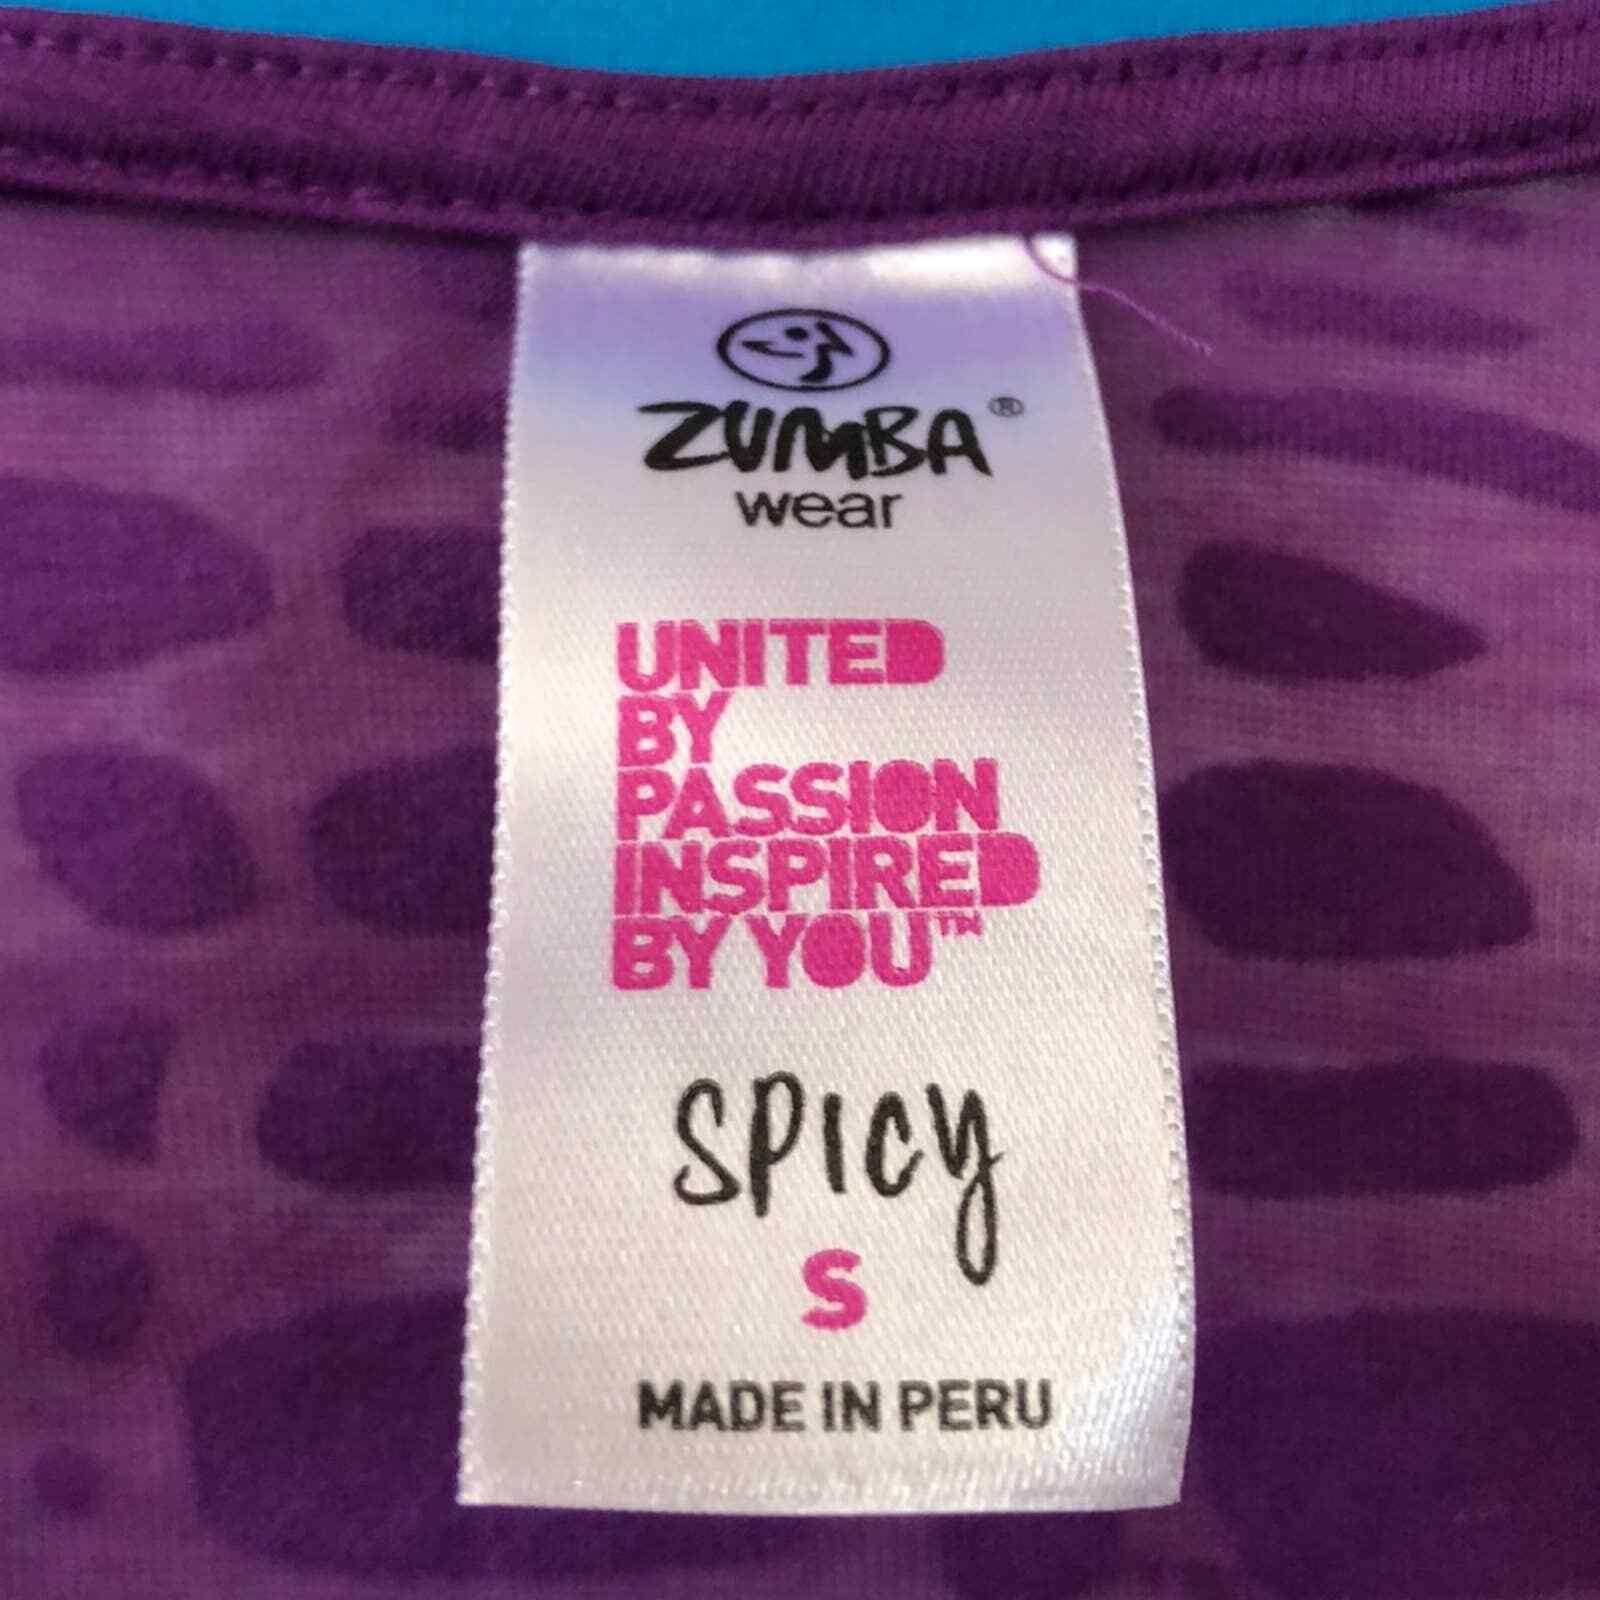 ZUMBA®
wear
UNITED
BY
PASSION
INSPIRED
BY YOU™
SPICY
S
MADE IN PERU